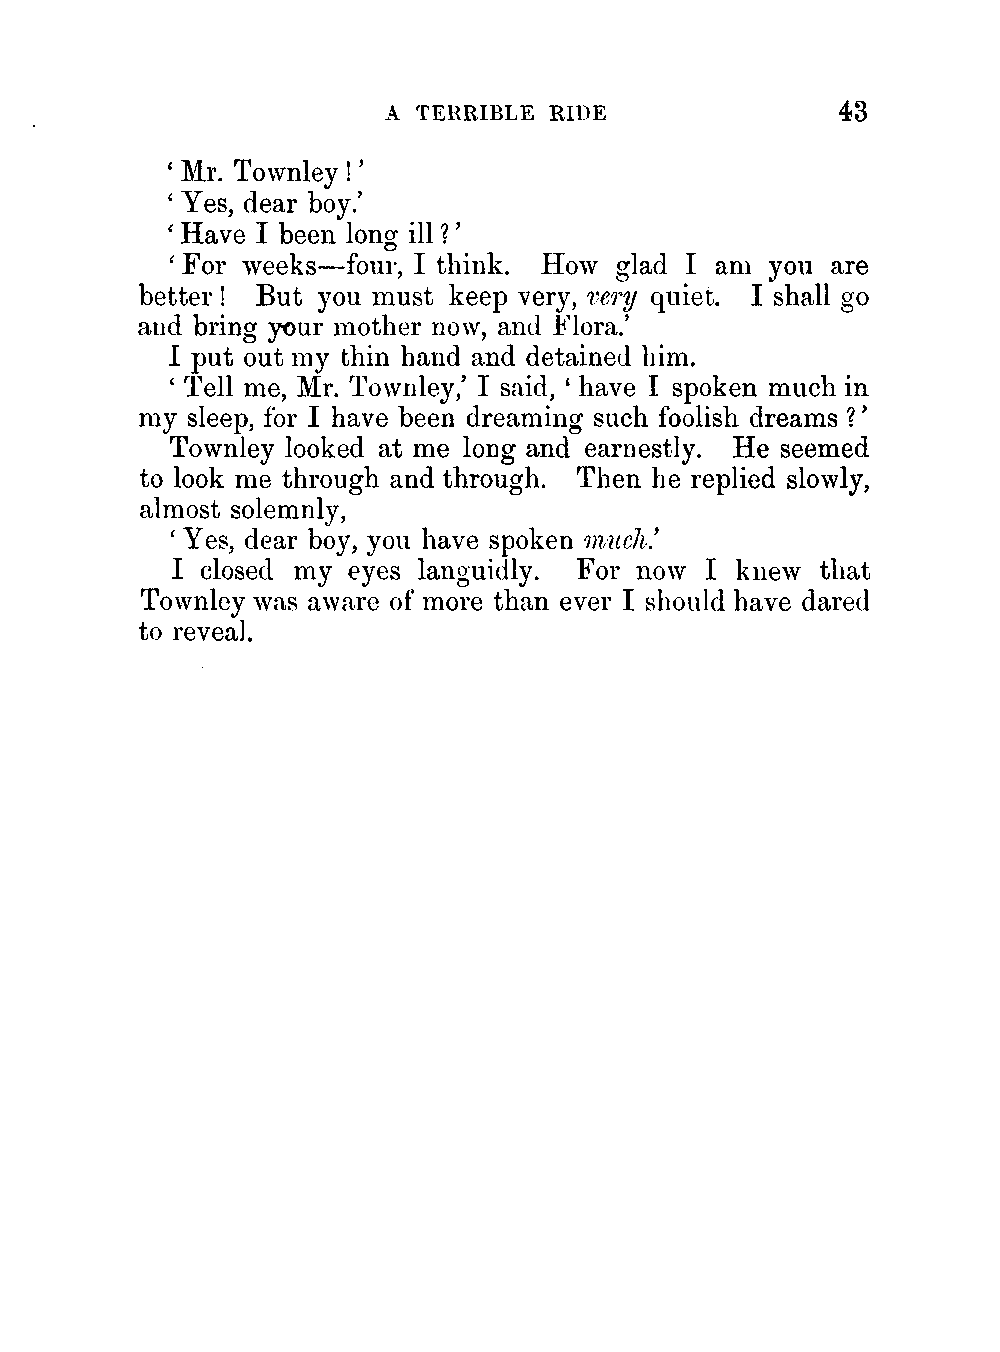 A TERRIBLE RIDE 43
‘Mr. Townley!’
‘Yes, dear boy.’
‘Have I been long ill?’
‘For weeks—four, I think. How glad I am you are
better! But you must keep very, very quiet. I shall go
and bring your mother now, and Flora.’
I put out my thin hand and detained him.
‘Tell me, Mr. Townley,’ I said, ‘have I spoken much in
my sleep, for I have been dreaming such foolish dreams?’
Townley looked at me long and earnestly. He seemed
to look me through and through. Then he replied slowly,
almost solemnly,
‘Yes, dear boy, you have spoken much.’
I closed my eyes languidly. For now I knew that
Townley was aware of more than ever I should have dared
to reveal.